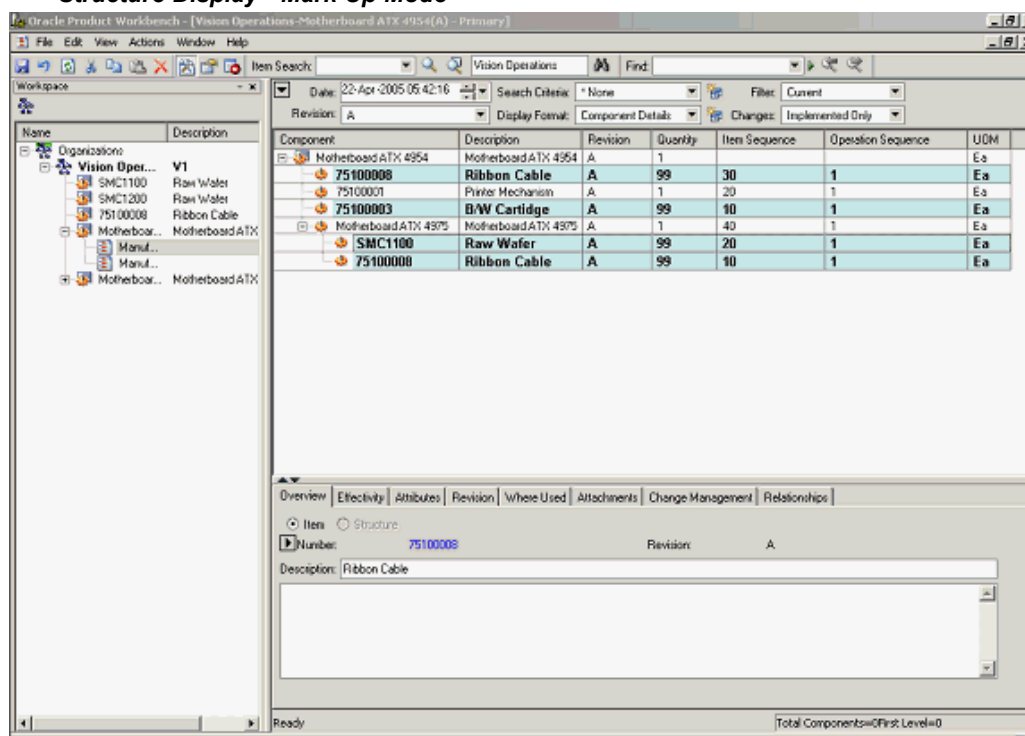 Structure Display - Mark-Up Mode
Oracle Product Workbench - [Vision Operations-Motherboard ATX 4954(A) - Primary]
File Edit View Actions Window Help
Item Search: Vision Operations Find:
Workspace
Date: 22-Apr-2005 05:42:16 Search Criteria: * None Filter: Current
Revision: A Display Format: Component Details Changes: Implemented Only
Name Description
Organizations
Vision Oper... V1
SMC1100 Raw Wafer
SMC1200 Raw Wafer
75100008 Ribbon Cable
Motherboar... Motherboard ATX
Manuf...
Manuf...
Motherboar... Motherboard ATX
Component Description Revision Quantity Item Sequence Operation Sequence UOM
Motherboard ATX 4954 Motherboard ATX 4954 A 1 Ea
75100008 Ribbon Cable A 99 30 1 Ea
75100001 Printer Mechanism A 1 20 1 Ea
75100003 B/W Cartidge A 99 10 1 Ea
Motherboard ATX 4975 Motherboard ATX 4975 A 1 40 1 Ea
SMC1100 Raw Wafer A 99 20 1 Ea
75100008 Ribbon Cable A 99 10 1 Ea
Overview Effectivity Attributes Revision Where Used Attachments Change Management Relationships
Item Structure
Number: 75100008 Revision: A
Description: Ribbon Cable
Ready Total Components=0First Level=0